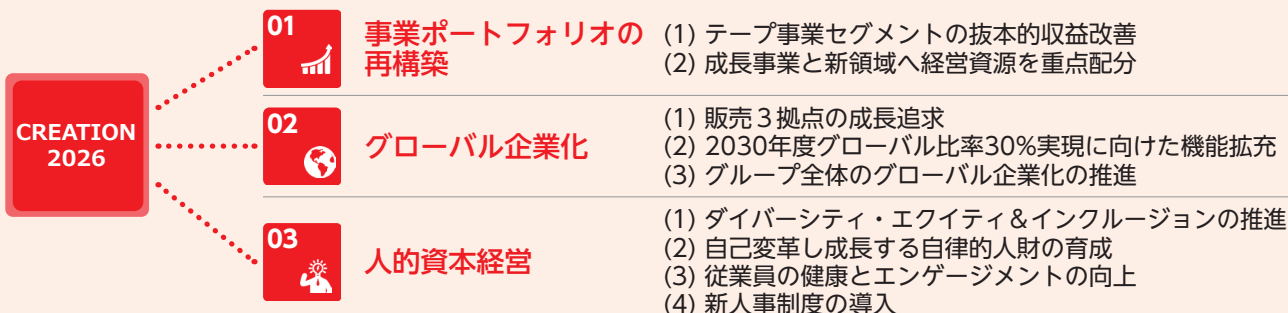 CREATION
2026
01
事業ポートフォリオの
再構築
(1) テープ事業セグメントの抜本的収益改善
(2) 成長事業と新領域へ経営資源を重点配分
02
グローバル企業化
(1) 販売３拠点の成長追求
(2) 2030年度グローバル比率30%実現に向けた機能拡充
(3) グループ全体のグローバル企業化の推進
03
人的資本経営
(1) ダイバーシティ・エクイティ＆インクルージョンの推進
(2) 自己変革し成長する自律的人財の育成
(3) 従業員の健康とエンゲージメントの向上
(4) 新人事制度の導入